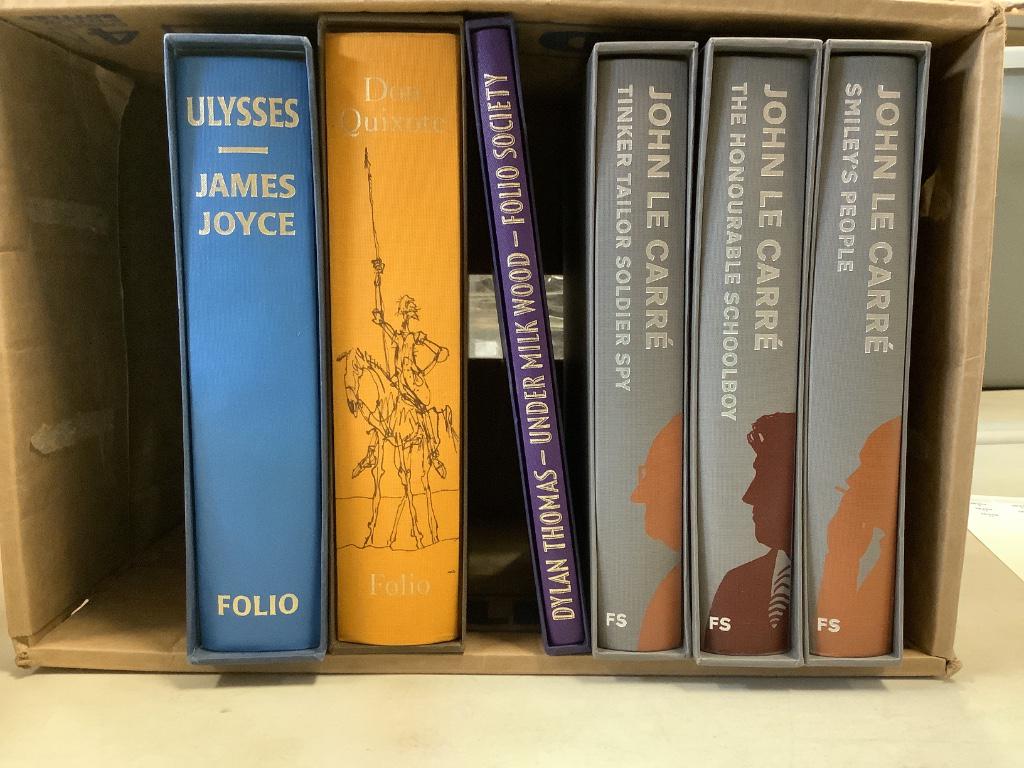 ULYSSES
JAMES
JOYCE
FOLIO
Don
Quixote
Folio
DYLAN THOMAS – UNDER MILK WOOD – FOLIO SOCIETY
JOHN LE CARRÉ
TINKER TAILOR SOLDIER SPY
FS
JOHN LE CARRÉ
THE HONOURABLE SCHOOLBOY
FS
JOHN LE CARRÉ
SMILEY'S PEOPLE
FS